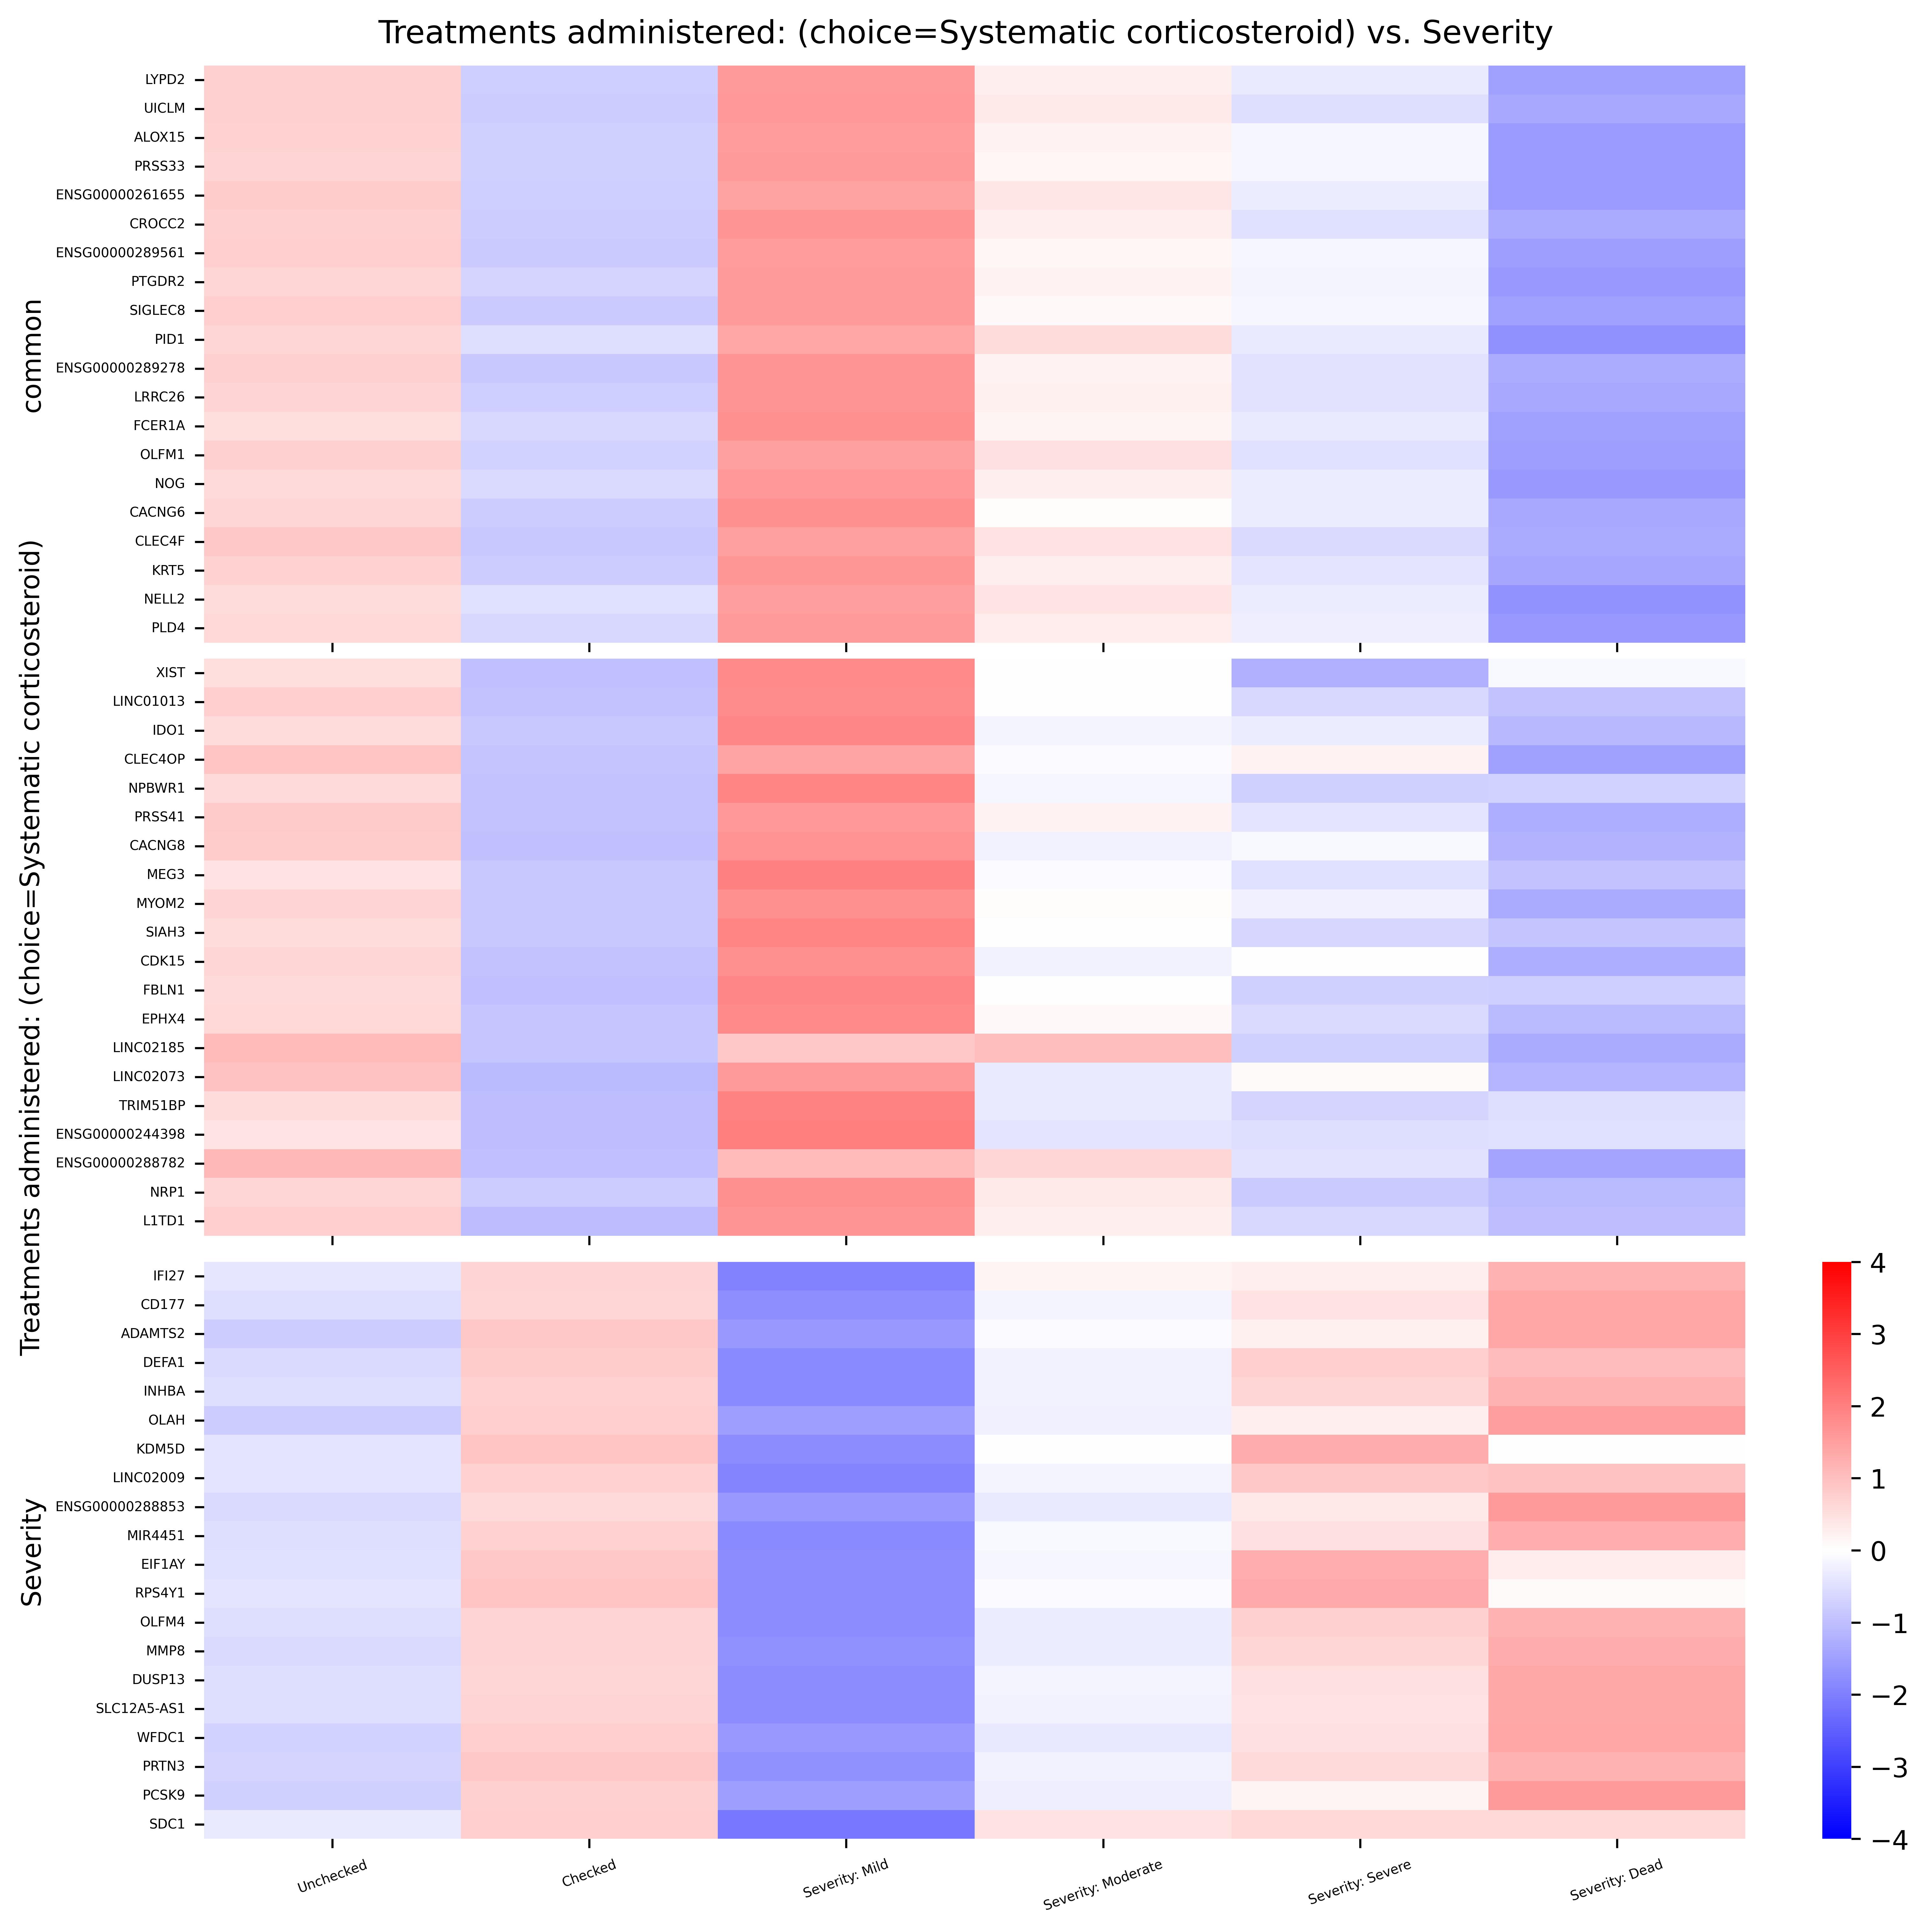 Treatments administered: (choice=Systematic corticosteroid) vs. Severity
common
LYPD2
UICLM
ALOX15
PRSS33
ENSG00000261655
CROCC2
ENSG00000289561
PTGDR2
SIGLEC8
PID1
ENSG00000289278
LRRC26
FCER1A
OLFM1
NOG
CACNG6
CLEC4F
KRT5
NELL2
PLD4
Treatments administered: (choice=Systematic corticosteroid)
XIST
LINC01013
IDO1
CLEC4OP
NPBWR1
PRSS41
CACNG8
MEG3
MYOM2
SIAH3
CDK15
FBLN1
EPHX4
LINC02185
LINC02073
TRIM51BP
ENSG00000244398
ENSG00000288782
NRP1
L1TD1
Severity
IFI27
CD177
ADAMTS2
DEFA1
INHBA
OLAH
KDM5D
LINC02009
ENSG00000288853
MIR4451
EIF1AY
RPS4Y1
OLFM4
MMP8
DUSP13
SLC12A5-AS1
WFDC1
PRTN3
PCSK9
SDC1
Unchecked
Checked
Severity: Mild
Severity: Moderate
Severity: Severe
Severity: Dead
4
3
2
1
0
−1
−2
−3
−4